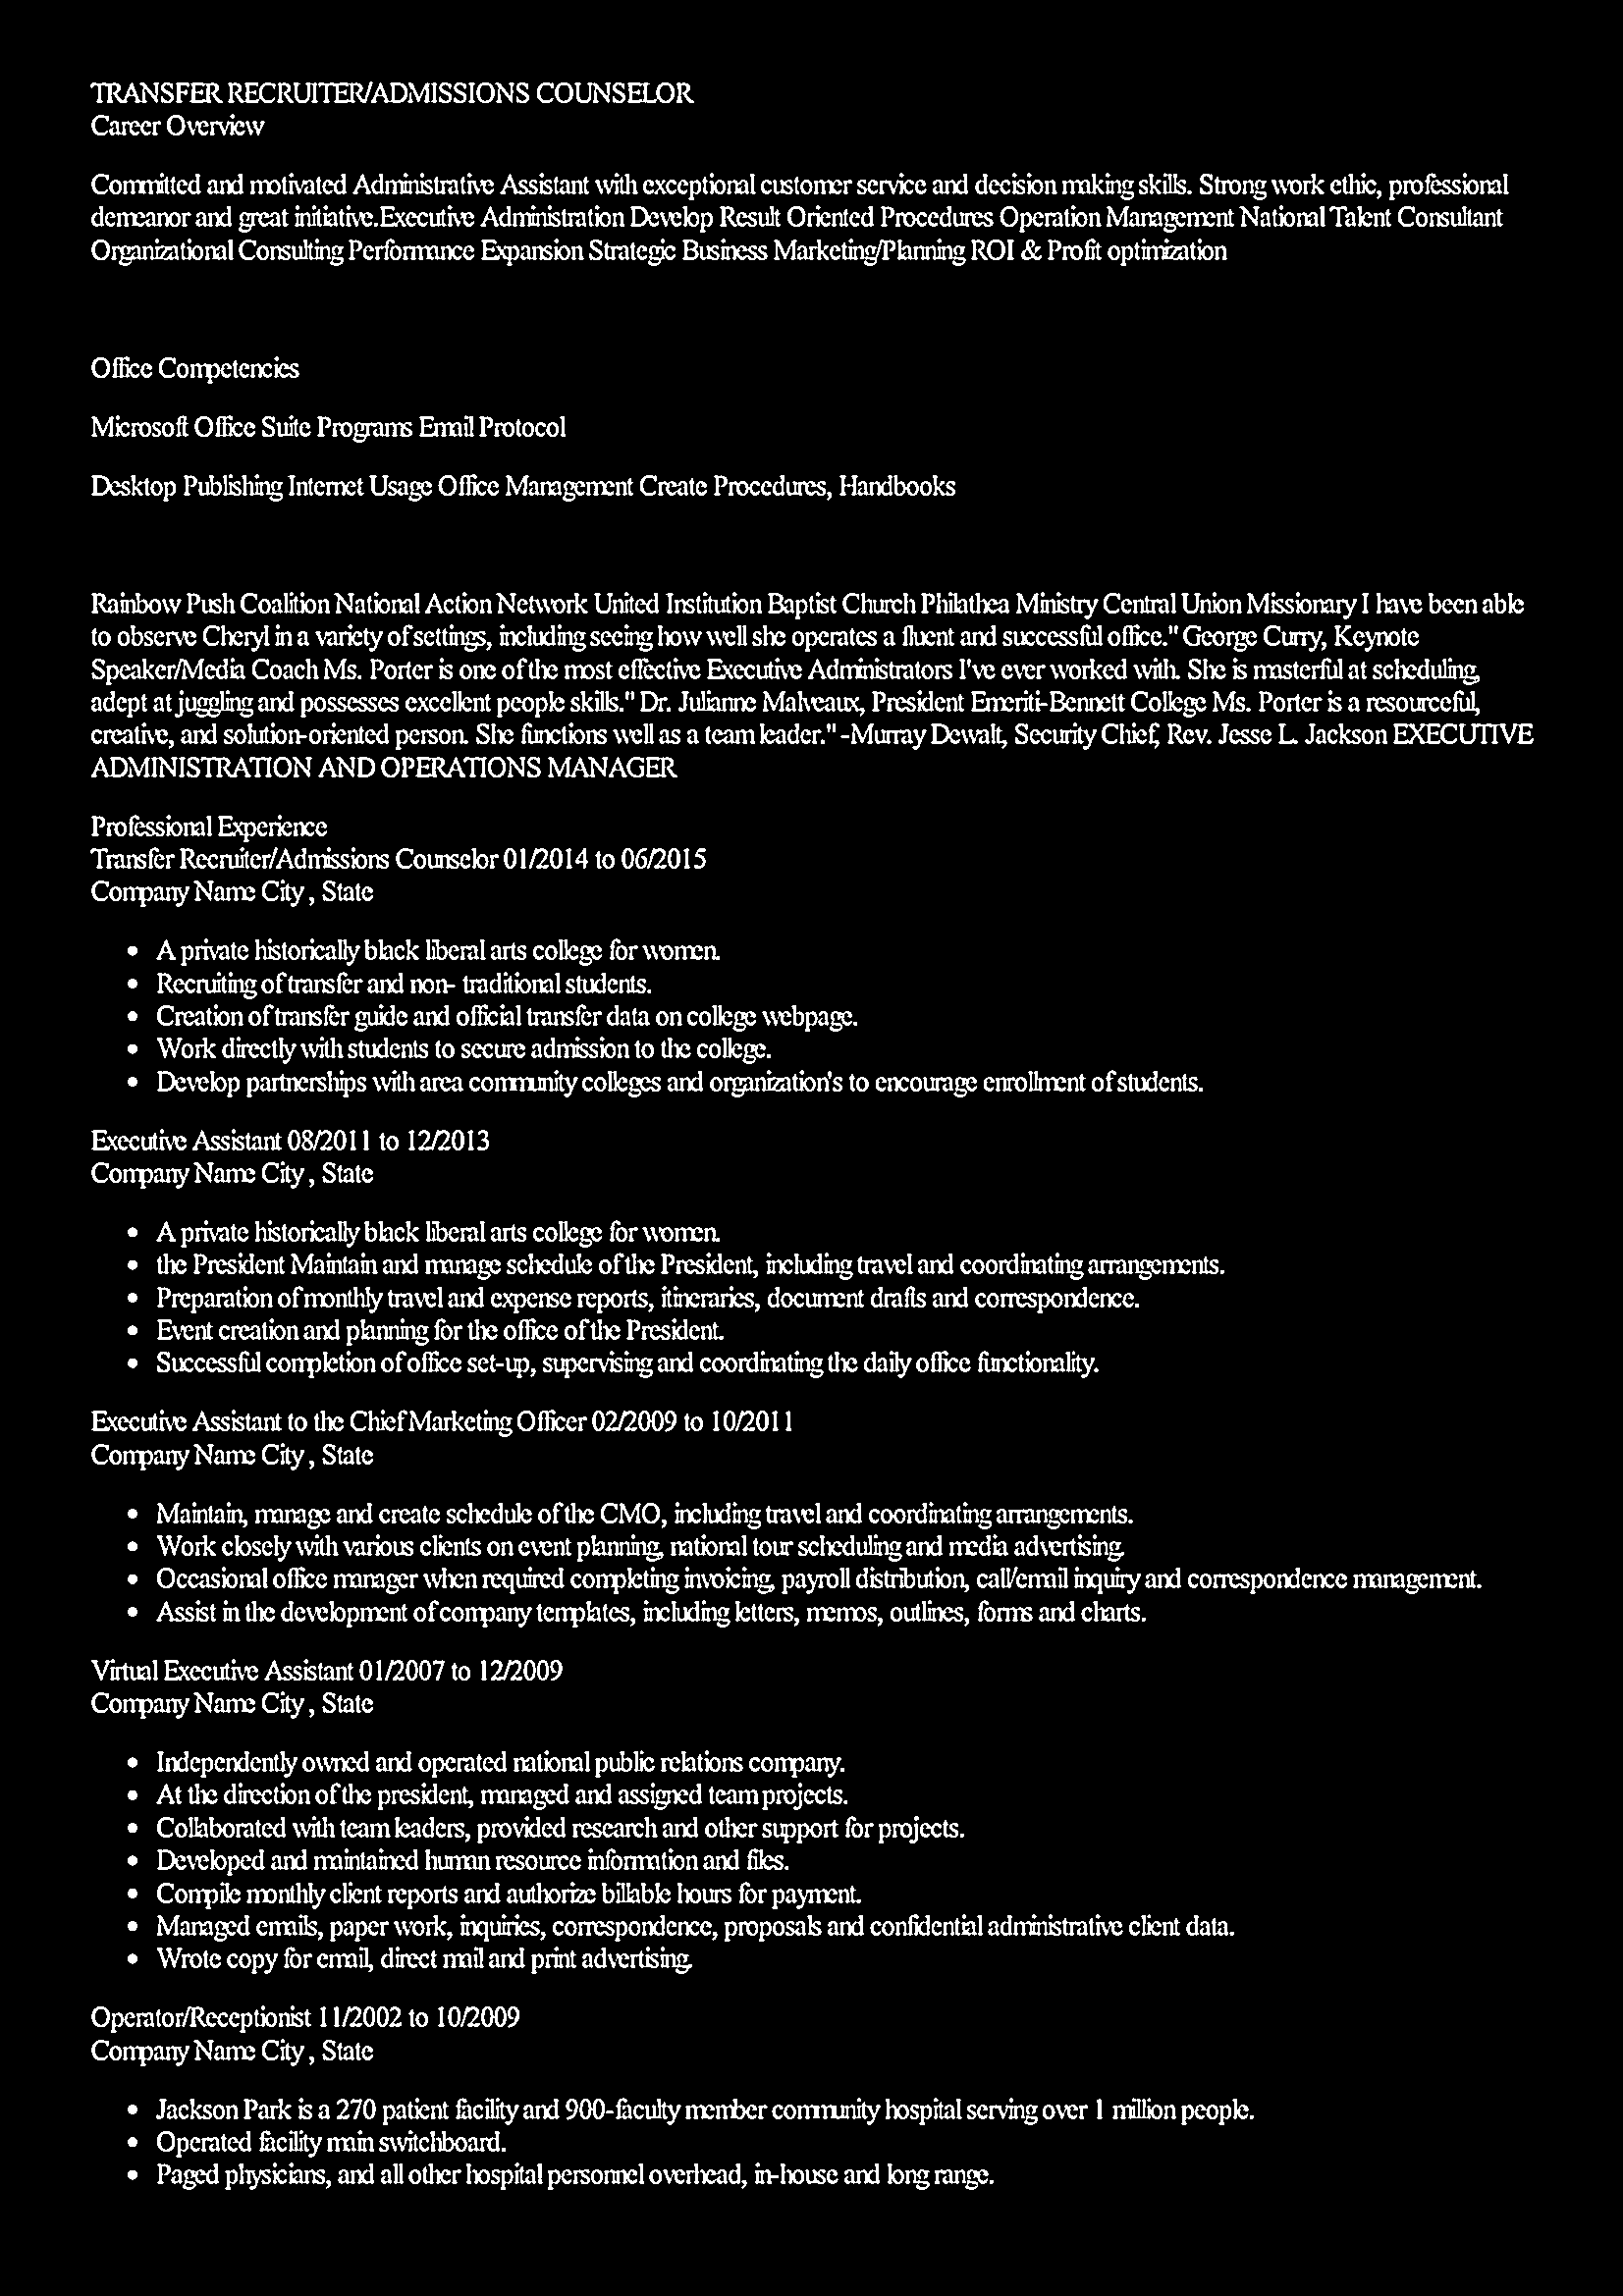 TRANSFER RECRUITER/ADMISSIONS COUNSELOR
Career Overview
Committed and motivated Administrative Assistant with exceptional customer service and decision making skills. Strong work ethic, professional
demeanor and great initiative.Executive Administration Develop Result Oriented Procedures Operation Management National Talent Consultant
Organizational Consulting Performance Expansion Strategic Business Marketing/Planning ROI & Profit optimization
Office Competencies
Microsoft Office Suite Programs Email Protocol
Desktop Publishing Internet Usage Office Management Create Procedures, Handbooks
Rainbow Push Coalition National Action Network United Institution Baptist Church Philathea Ministry Central Union Missionary I have been able
to observe Cheryl in a variety of settings, including seeing how well she operates a fluent and successful office." George Curry, Keynote
Speaker/Media Coach Ms. Porter is one of the most effective Executive Administrators I've ever worked with. She is masterful at scheduling,
adept at juggling and possesses excellent people skills." Dr. Julianne Malveaux, President Emeriti-Bennett College Ms. Porter is a resourceful,
creative, and solution-oriented person. She functions well as a team leader." -Murray Dewalt, Security Chief, Rev. Jesse L. Jackson EXECUTIVE
ADMINISTRATION AND OPERATIONS MANAGER
Professional Experience
Transfer Recruiter/Admissions Counselor 01/2014 to 06/2015
Company Name City , State
• A private historically black liberal arts college for women.
• Recruiting of transfer and non- traditional students.
• Creation of transfer guide and official transfer data on college webpage.
• Work directly with students to secure admission to the college.
• Develop partnerships with area community colleges and organization's to encourage enrollment of students.
Executive Assistant 08/2011 to 12/2013
Company Name City , State
• A private historically black liberal arts college for women.
• the President Maintain and manage schedule of the President, including travel and coordinating arrangements.
• Preparation of monthly travel and expense reports, itineraries, document drafts and correspondence.
• Event creation and planning for the office of the President.
• Successful completion of office set-up, supervising and coordinating the daily office functionality.
Executive Assistant to the Chief Marketing Officer 02/2009 to 10/2011
Company Name City , State
• Maintain, manage and create schedule of the CMO, including travel and coordinating arrangements.
• Work closely with various clients on event planning, national tour scheduling and media advertising.
• Occasional office manager when required completing invoicing, payroll distribution, call/email inquiry and correspondence management.
• Assist in the development of company templates, including letters, memos, outlines, forms and charts.
Virtual Executive Assistant 01/2007 to 12/2009
Company Name City , State
• Independently owned and operated national public relations company.
• At the direction of the president, managed and assigned team projects.
• Collaborated with team leaders, provided research and other support for projects.
• Developed and maintained human resource information and files.
• Compile monthly client reports and authorize billable hours for payment.
• Managed emails, paper work, inquiries, correspondence, proposals and confidential administrative client data.
• Wrote copy for email, direct mail and print advertising.
Operator/Receptionist 11/2002 to 10/2009
Company Name City , State
• Jackson Park is a 270 patient facility and 900-faculty member community hospital serving over 1 million people.
• Operated facility main switchboard.
• Paged physicians, and all other hospital personnel overhead, in-house and long range.